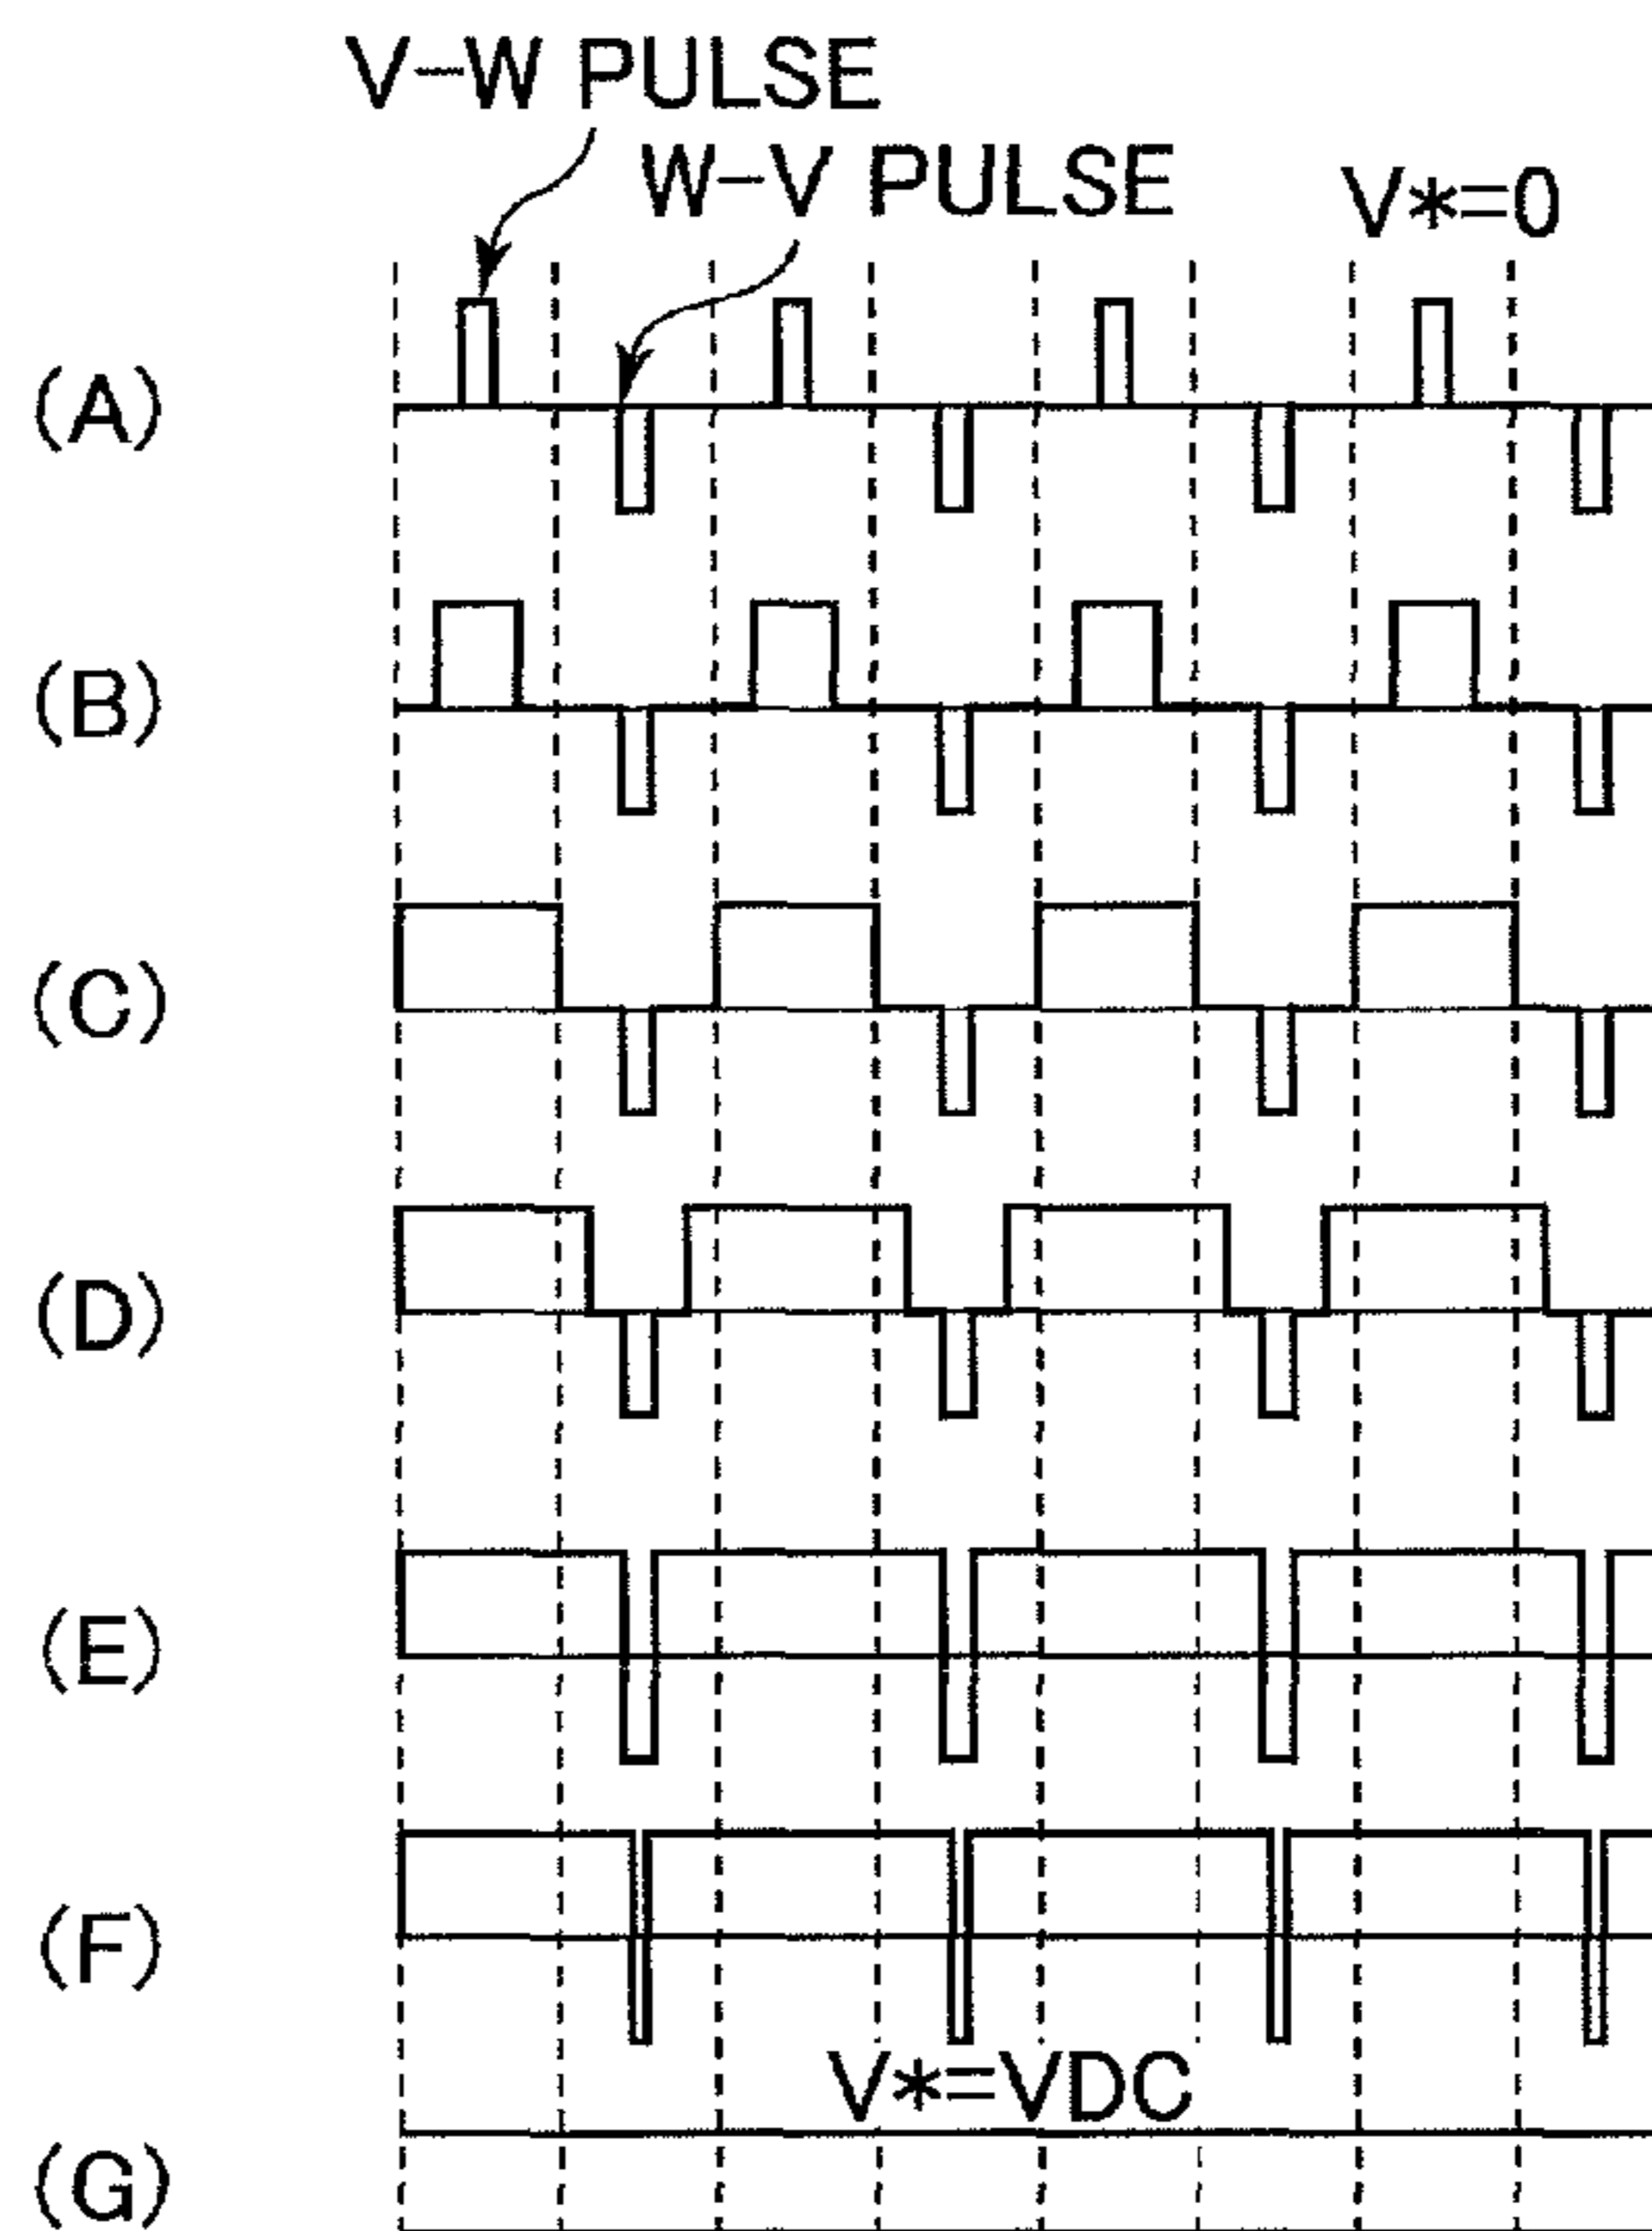 V-W PULSE
W-V PULSE
V*=0
(A)
(B)
(C)
(D)
(E)
(F)
V*=VDC
(G)